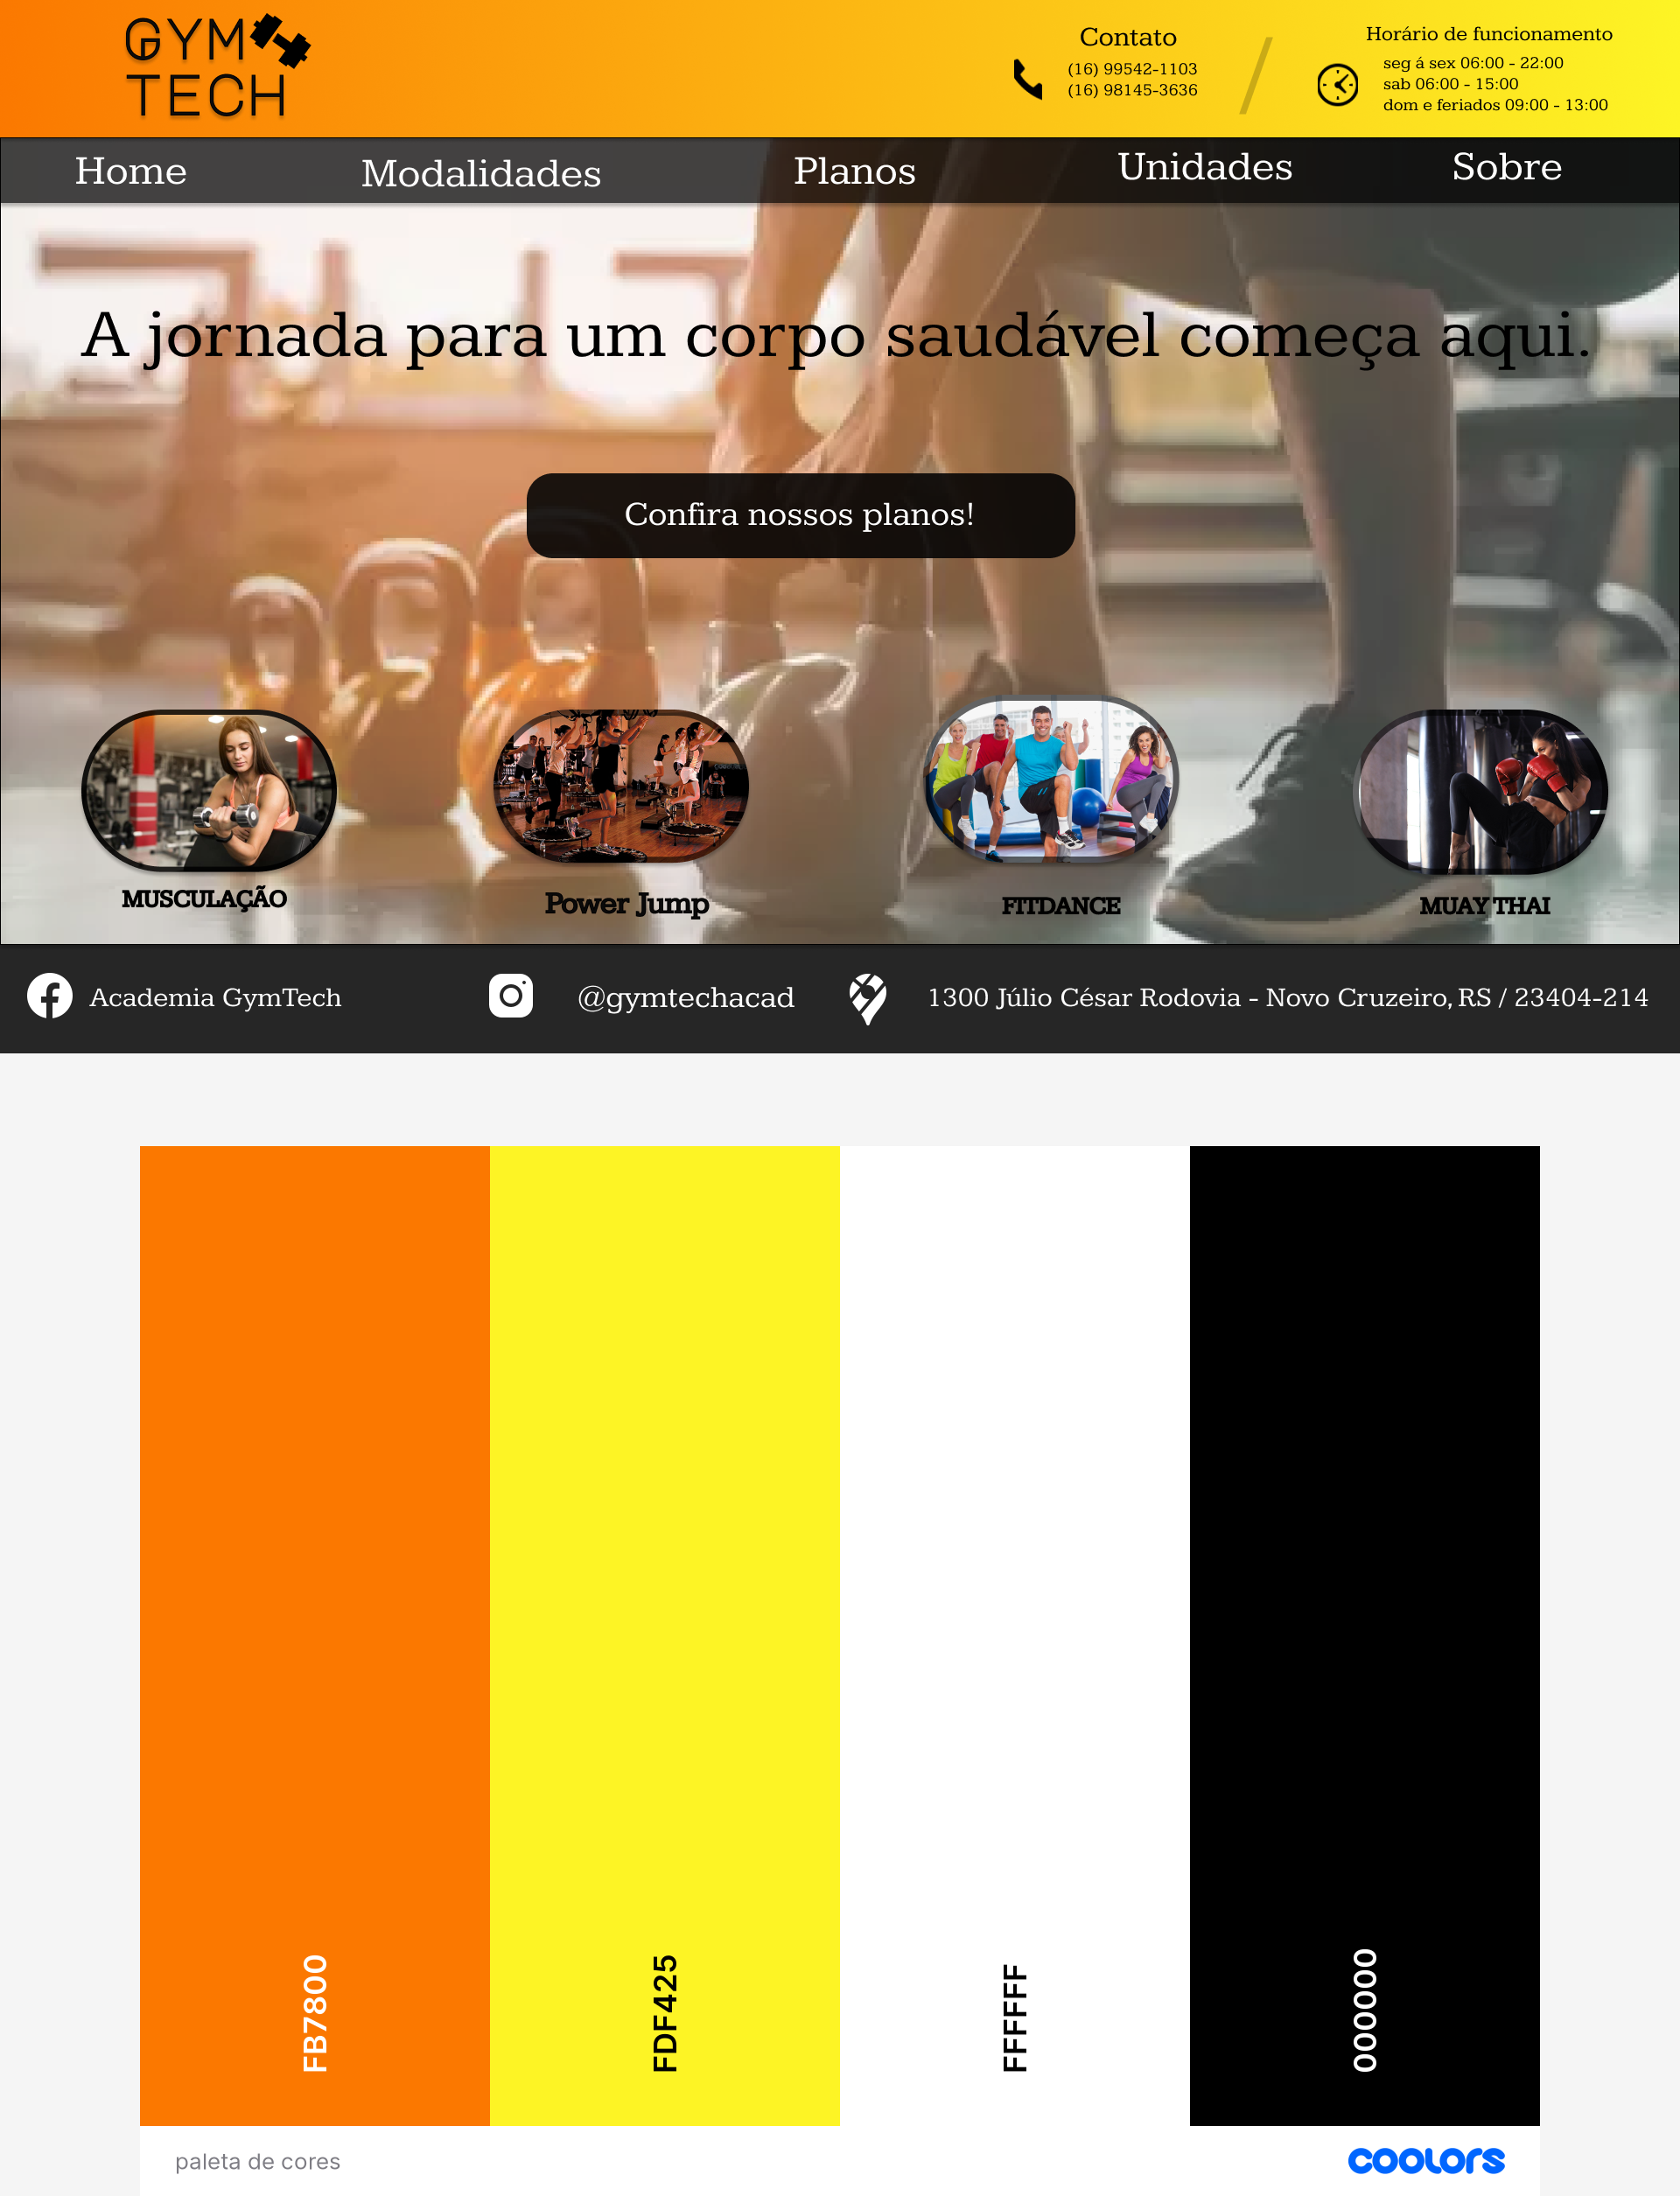 GYM
TECH
Contato
(16) 99542-1103
(16) 98145-3636
Horário de funcionamento
seg á sex 06:00 - 22:00
sab 06:00 - 15:00
dom e feriados 09:00 - 13:00
Home
Modalidades
Planos
Unidades
Sobre
A jornada para um corpo saudável começa aqui.
Confira nossos planos!
MUSCULAÇÃO
Power Jump
FITDANCE
MUAY THAI
Academia GymTech
@gymtechacad
1300 Júlio César Rodovia - Novo Cruzeiro, RS / 23404-214
FB7800
FDF425
FFFFFF
000000
paleta de cores
coolors